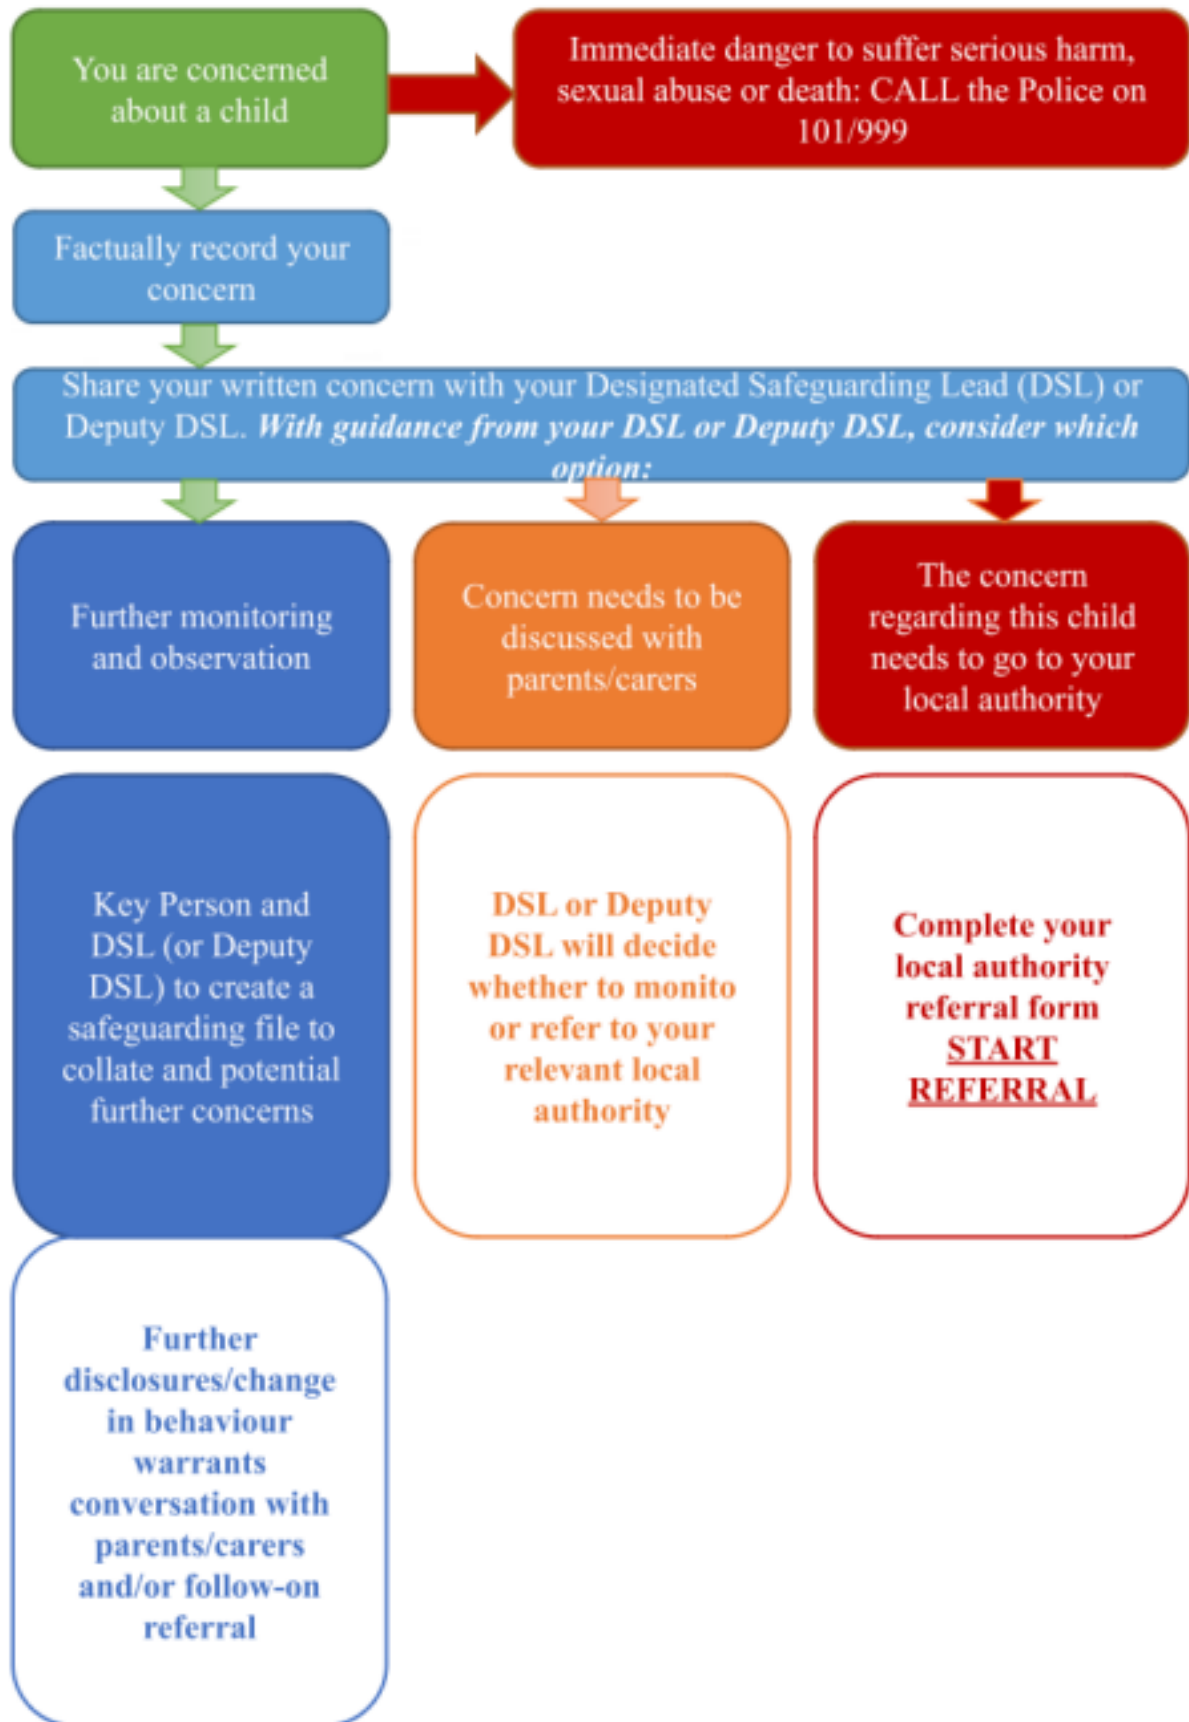 You are concerned
about a child
Immediate danger to suffer serious harm,
sexual abuse or death: CALL the Police on
101/999
Factually record your
concern
Share your written concern with your Designated Safeguarding Lead (DSL) or
Deputy DSL. With guidance from your DSL or Deputy DSL, consider which
option:
Further monitoring
and observation
Concern needs to be
discussed with
parents/carers
The concern
regarding this child
needs to go to your
local authority
Key Person and
DSL (or Deputy
DSL) to create a
safeguarding file to
collate and potential
further concerns
DSL or Deputy
DSL will decide
whether to monito
or refer to your
relevant local
authority
Complete your
local authority
referral form
START
REFERRAL
Further
disclosures/change
in behaviour
warrants
conversation with
parents/carers
and/or follow-on
referral